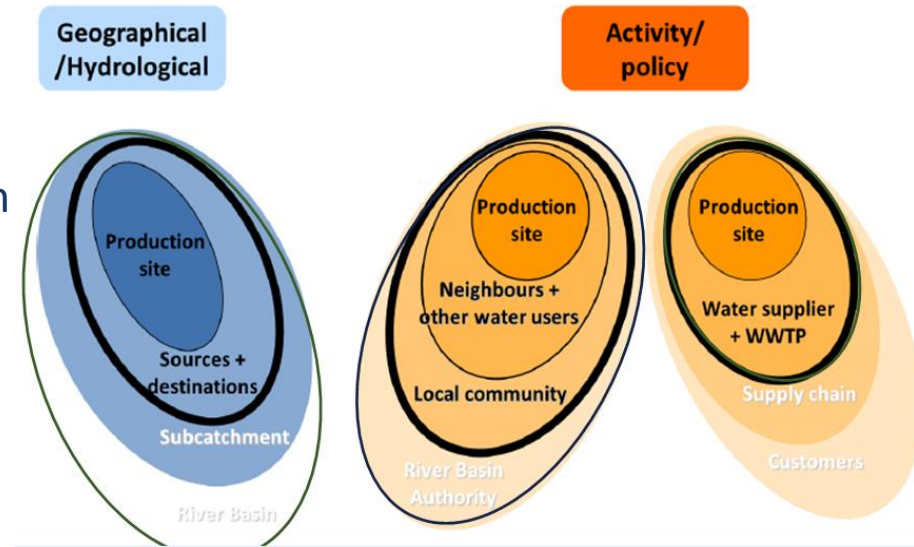 Geographical
/Hydrological
Activity/
policy
n
Production
site
Sources +
destinations
Subcatchment
River Basin
Production
site
Neighbours +
other water users
Local community
River Basin
Authority
Production
site
Water supplier
+ WWTP
Supply chain
Customers